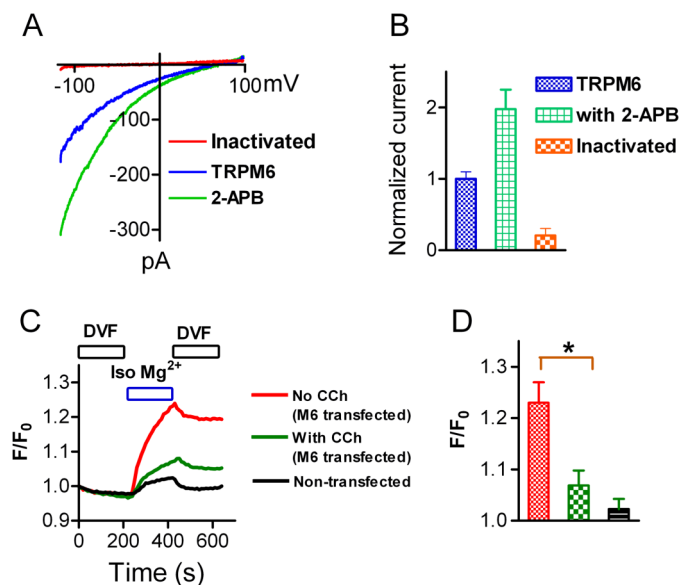 A
-100
100
mV
-100
-200
-300
pA
Inactivated
TRPM6
2-APB
B
Normalized current
2
1
0
TRPM6
with 2-APB
Inactivated
C
DVF
DVF
Iso Mg2+
F/F0
1.3
1.2
1.1
1.0
0.9
0
200
400
600
Time (s)
No CCh
(M6 transfected)
With CCh
(M6 transfected)
Non-transfected
D
*
F/F0
1.3
1.2
1.1
1.0